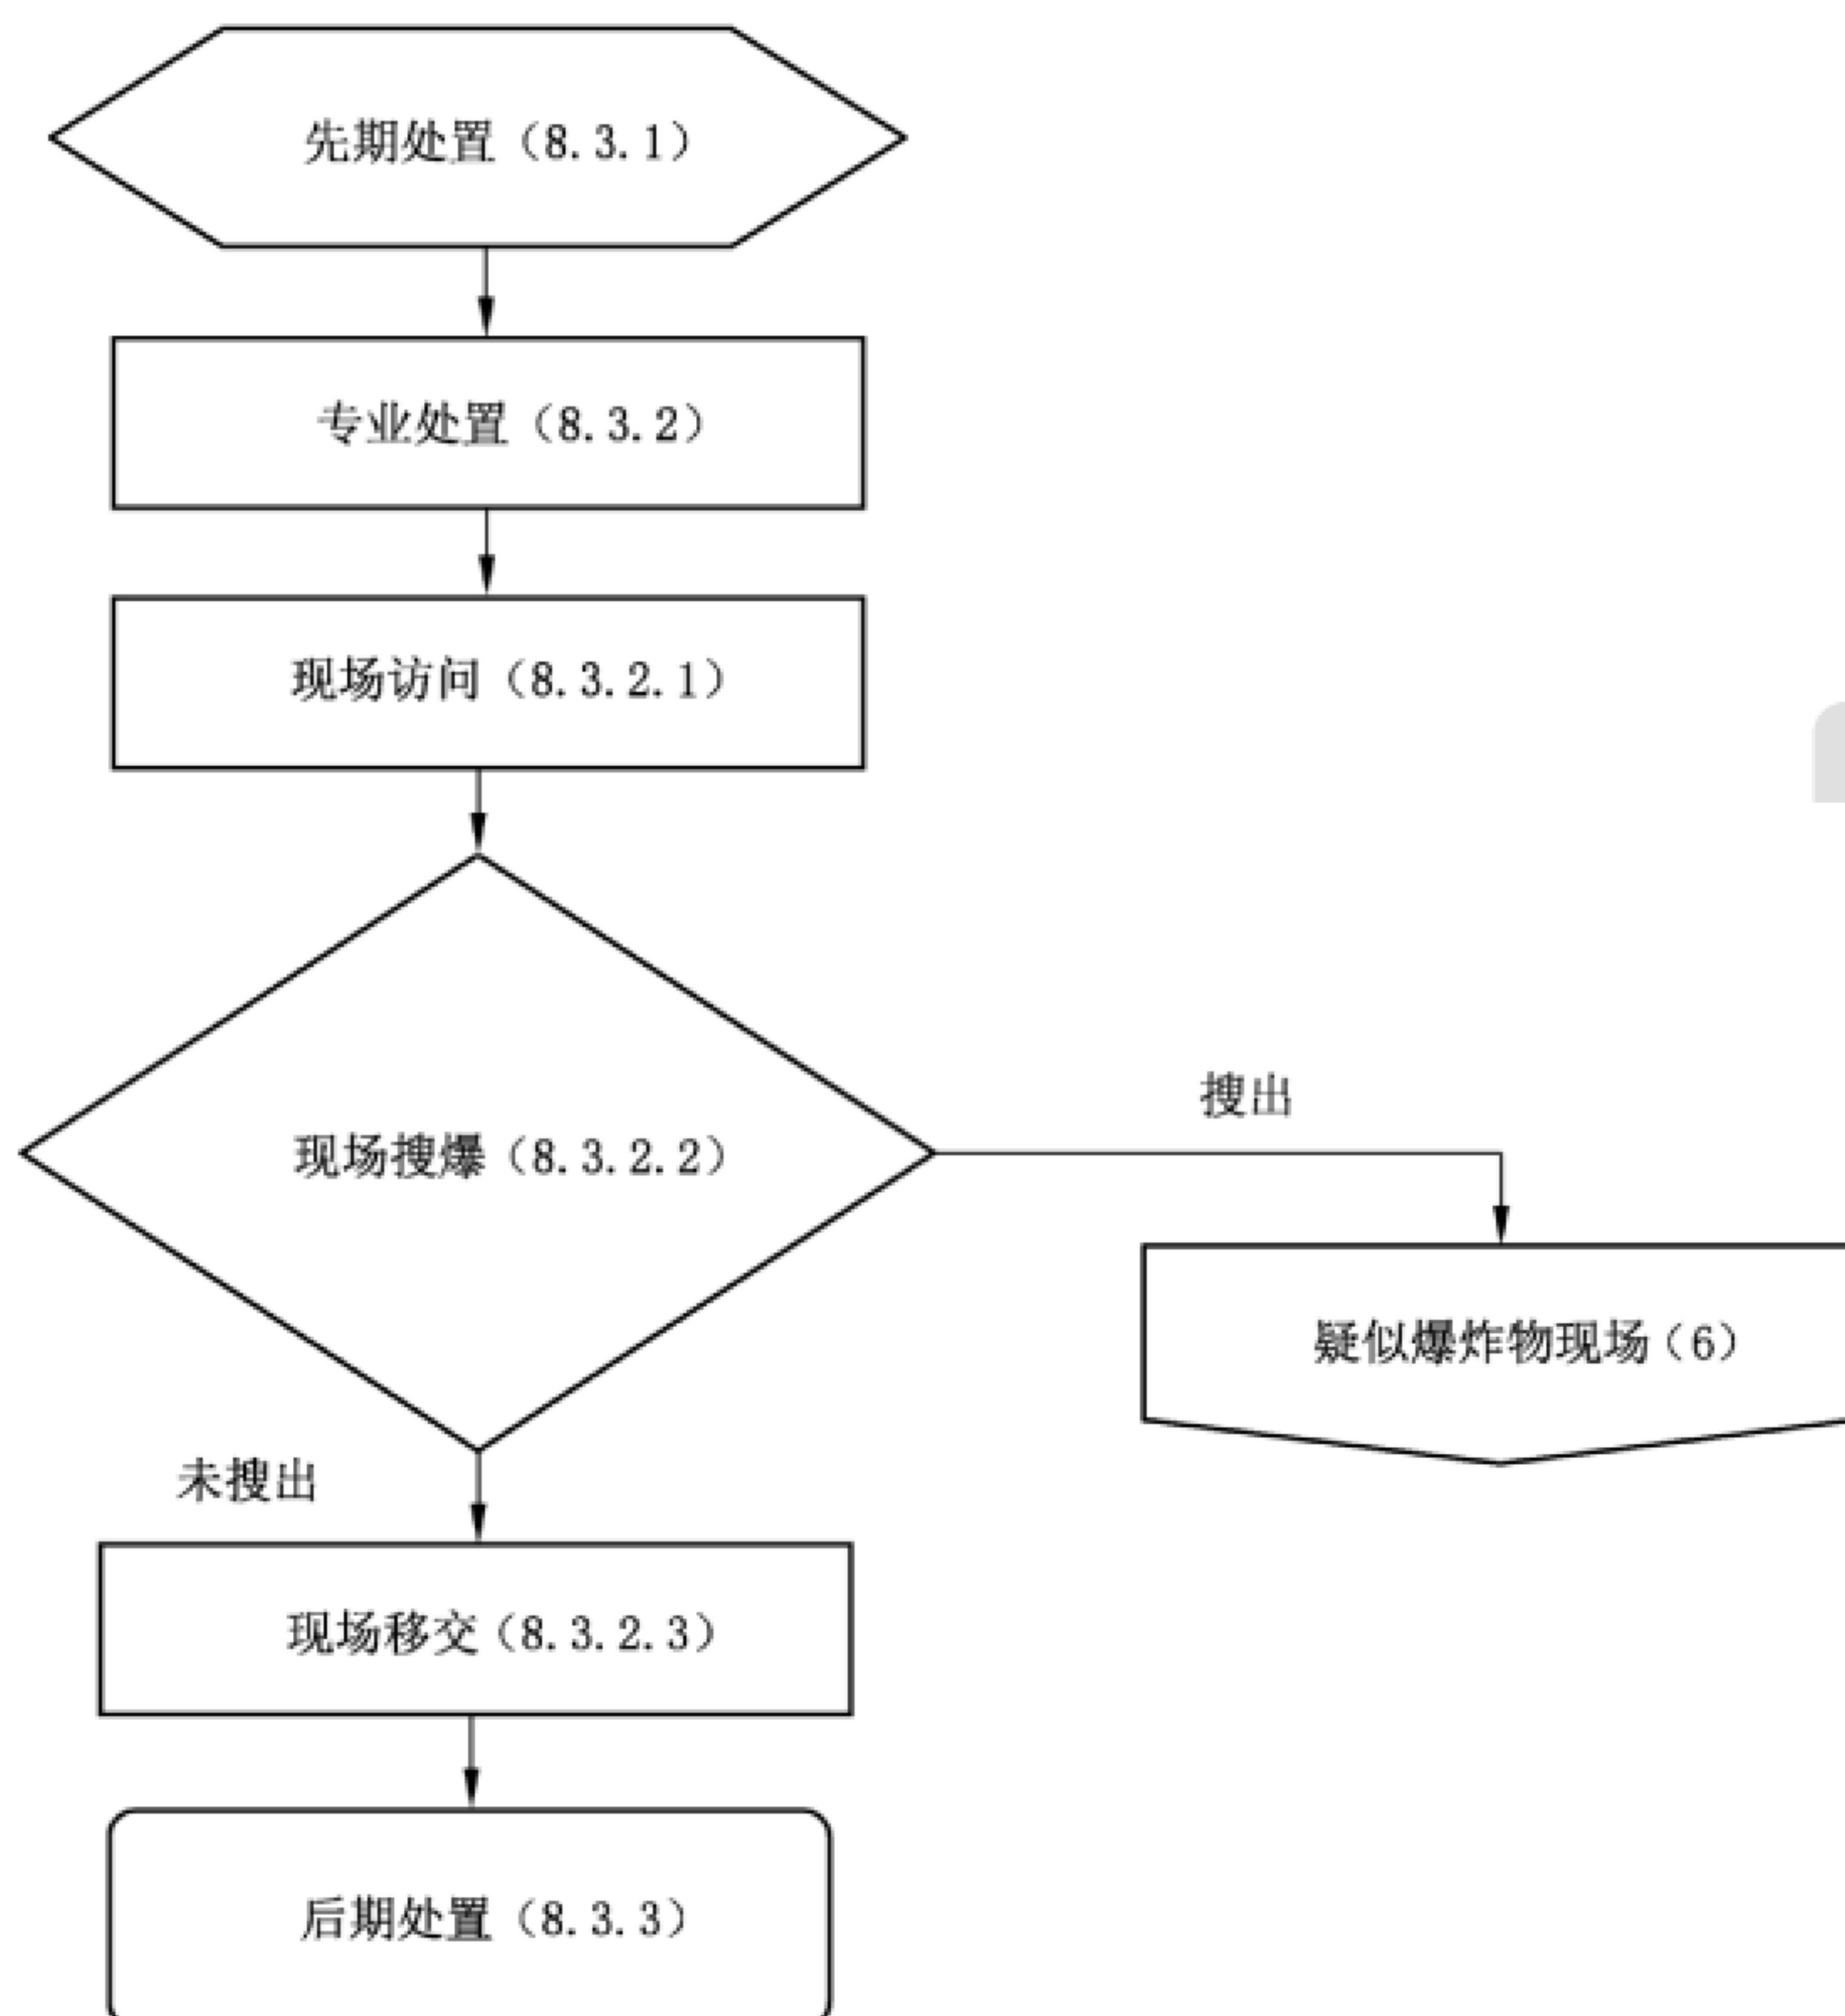 先期处置（8.3.1）
专业处置（8.3.2）
现场访问（8.3.2.1）
现场搜爆（8.3.2.2）
搜出
疑似爆炸物现场（6）
未搜出
现场移交（8.3.2.3）
后期处置（8.3.3）